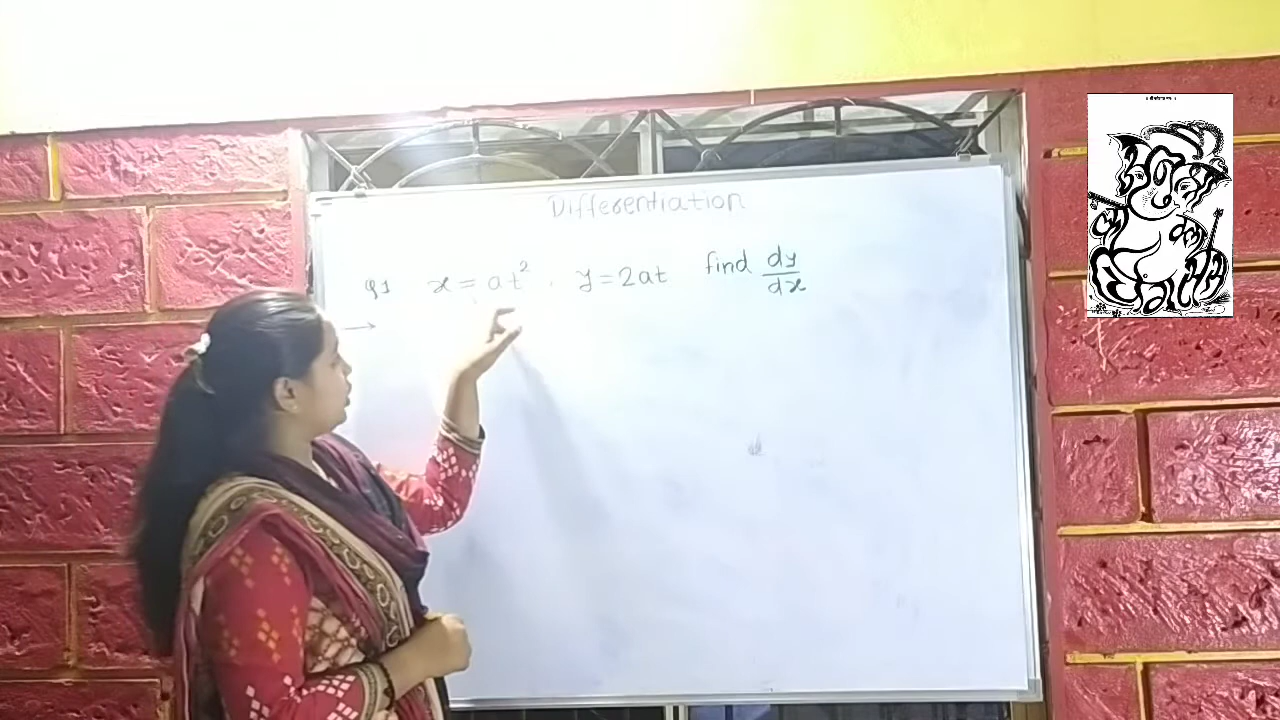 Differentiation
Q1 x = at², y = 2at find dy/dx
→